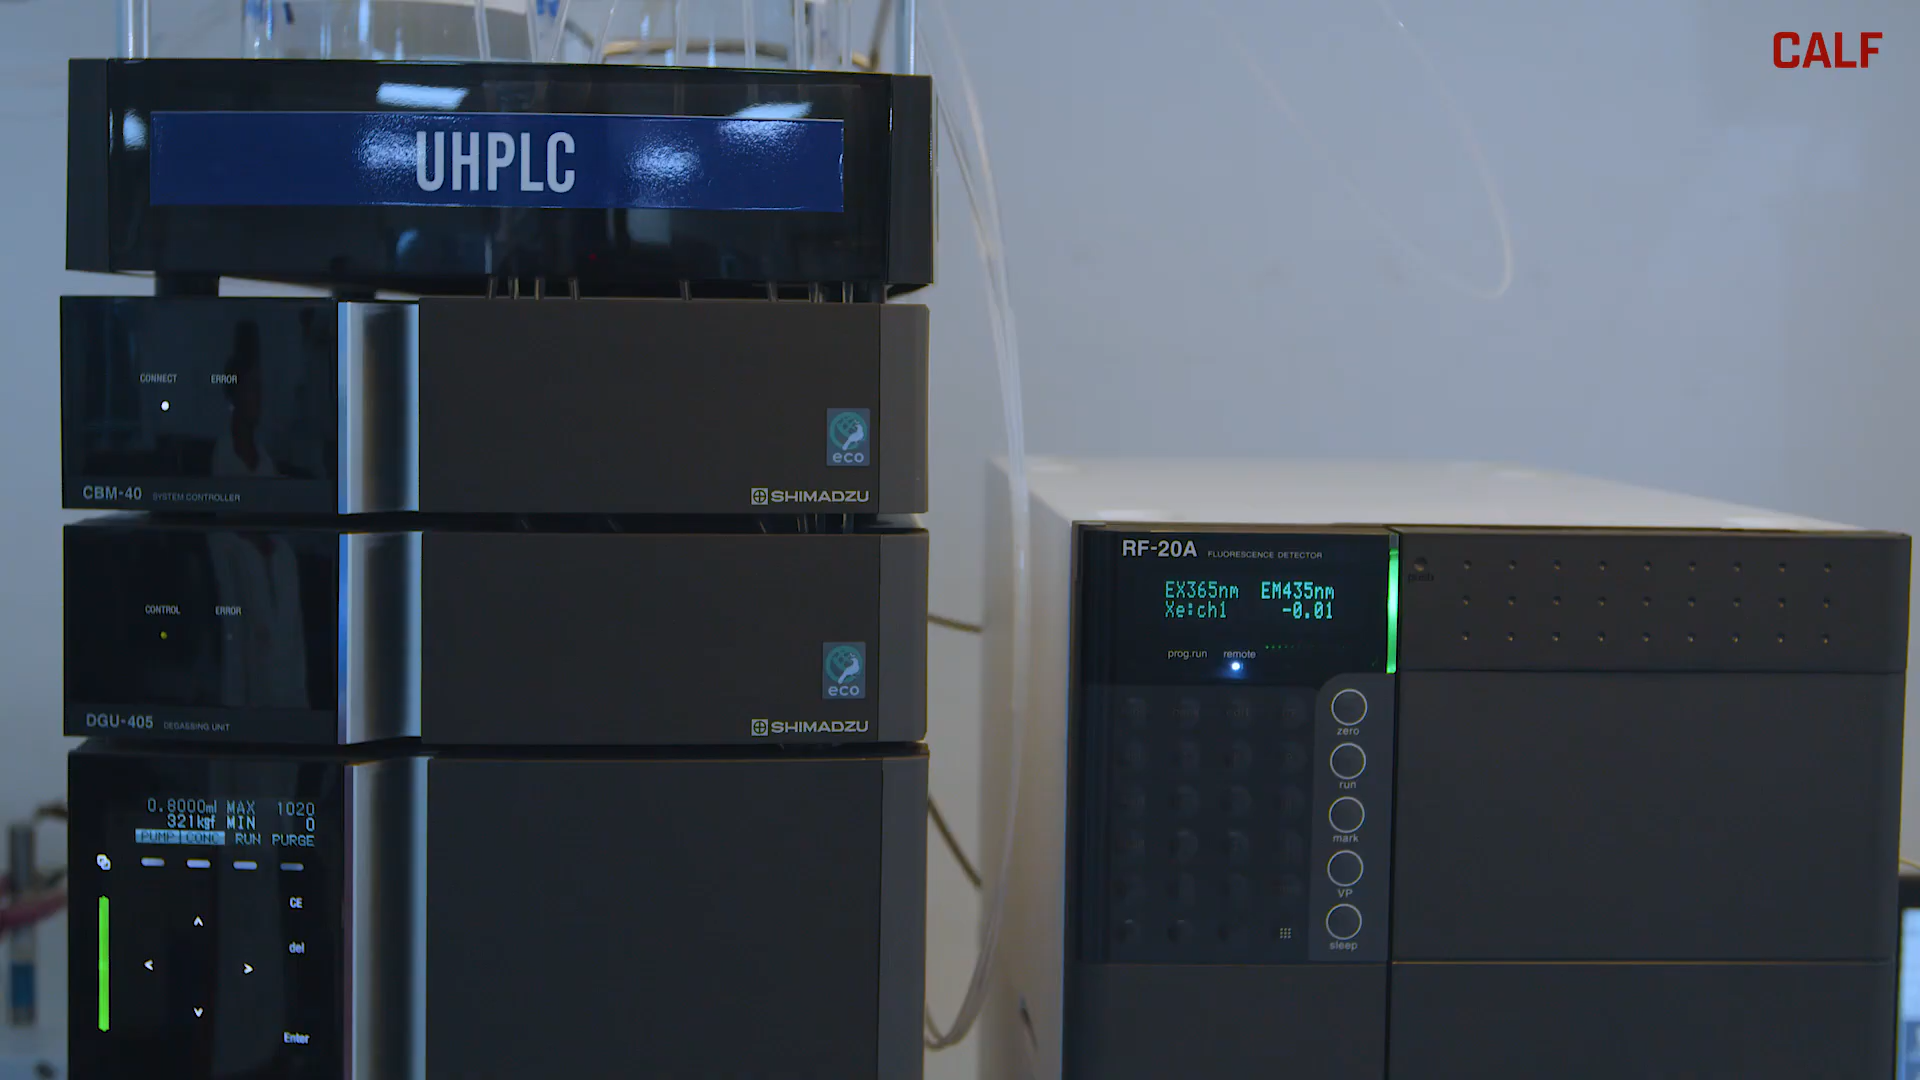 CALF
UHPLC
CONNECT ERROR
eco
CBM-40 SYSTEM CONTROLLER
SHIMADZU
CONTROL ERROR
eco
DGU-405 DEGASSING UNIT
SHIMADZU
0.8000ml MAX 1020
321kgf MIN 0
PUMP CONC RUN PURGE
CE
del
Enter
RF-20A FLUORESCENCE DETECTOR
EX365nm EM435nm
Xe:ch1 -0.01
prog.run remote
zero
run
mark
VP
sleep